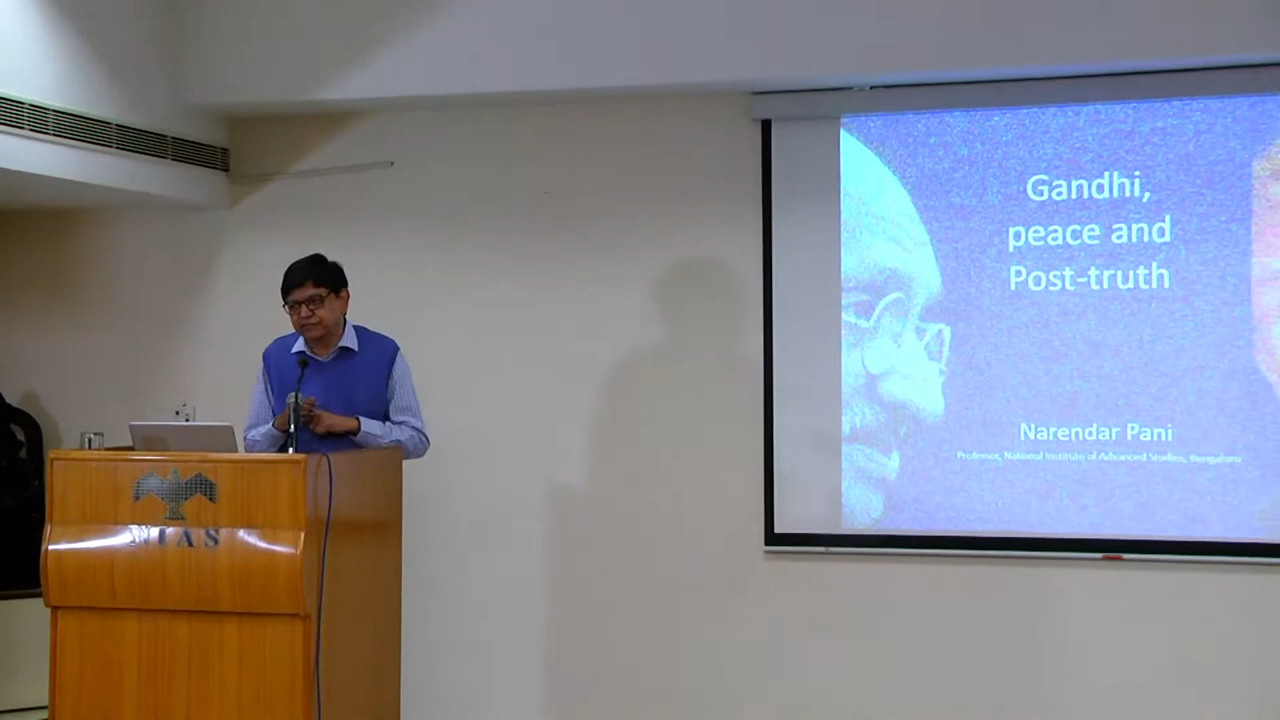 Gandhi,
peace and
Post-truth
Narendar Pani
Professor, National Institute of Advanced Studies, Bengaluru
NIAS